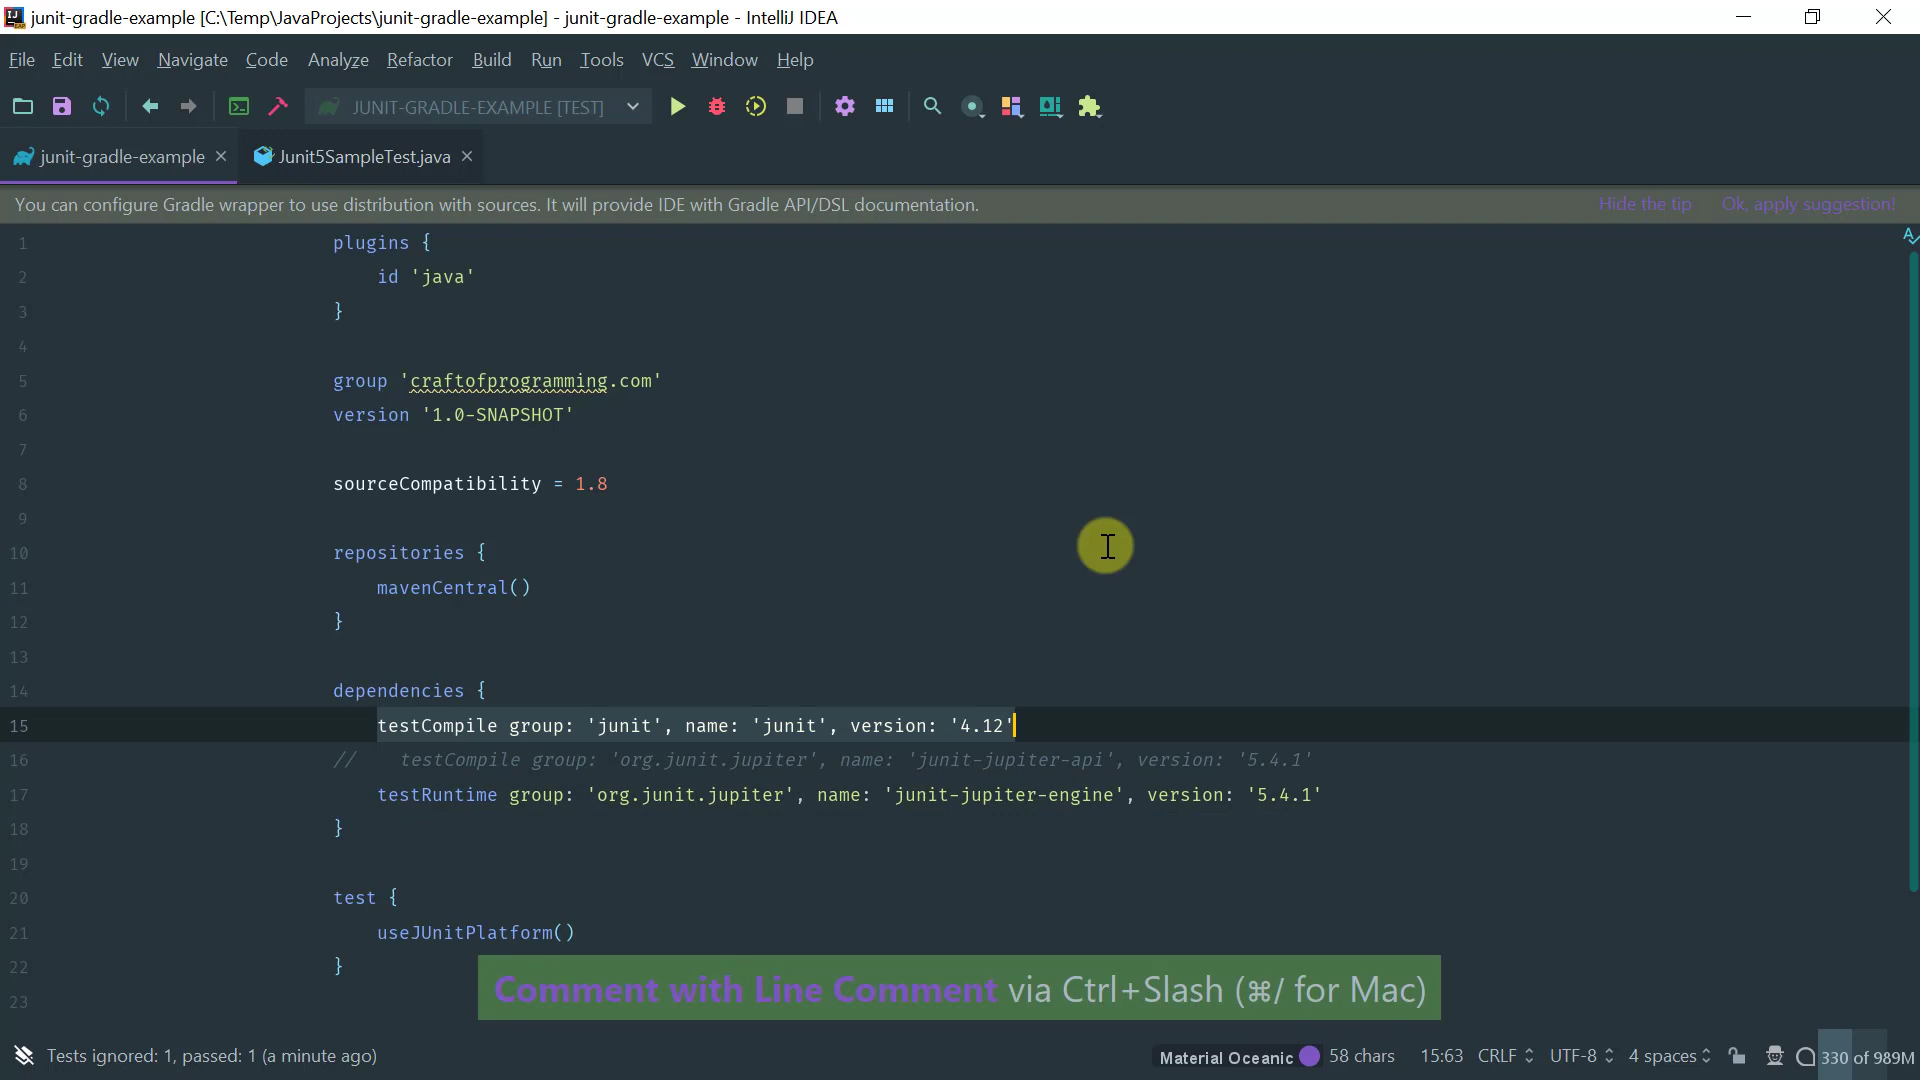 junit-gradle-example [C:\Temp\JavaProjects\junit-gradle-example] - junit-gradle-example - IntelliJ IDEA
File Edit View Navigate Code Analyze Refactor Build Run Tools VCS Window Help
JUNIT-GRADLE-EXAMPLE [TEST]
junit-gradle-example Junit5SampleTest.java
You can configure Gradle wrapper to use distribution with sources. It will provide IDE with Gradle API/DSL documentation. Hide the tip Ok, apply suggestion!
1 plugins {
2 id 'java'
3 }
4
5 group 'craftofprogramming.com'
6 version '1.0-SNAPSHOT'
7
8 sourceCompatibility = 1.8
9
10 repositories {
11 mavenCentral()
12 }
13
14 dependencies {
15 testCompile group: 'junit', name: 'junit', version: '4.12'
16 // testCompile group: 'org.junit.jupiter', name: 'junit-jupiter-api', version: '5.4.1'
17 testRuntime group: 'org.junit.jupiter', name: 'junit-jupiter-engine', version: '5.4.1'
18 }
19
20 test {
21 useJUnitPlatform()
22 }
23
Comment with Line Comment via Ctrl+Slash (⌘/ for Mac)
Tests ignored: 1, passed: 1 (a minute ago) Material Oceanic 58 chars 15:63 CRLF UTF-8 4 spaces 330 of 989M